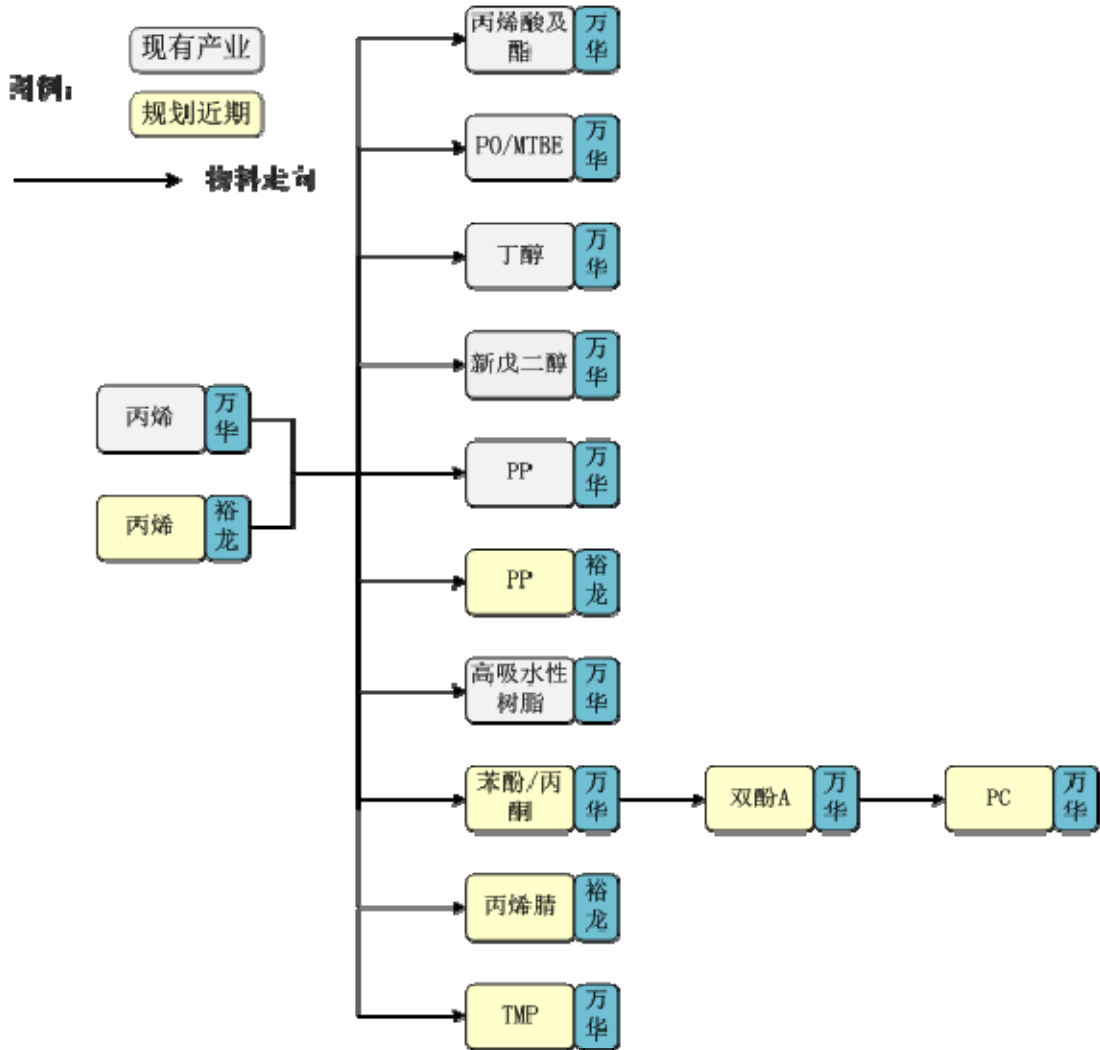 现有产业
图例：
规划近期
物料走向
丙烯酸及
酯
万
华
PO/MTBE
万
华
丁醇
万
华
新戊二醇
万
华
丙烯
万
华
PP
万
华
丙烯
裕
龙
PP
裕
龙
高吸水性
树脂
万
华
苯酚/丙
酮
万
华
双酚A
万
华
PC
万
华
丙烯腈
裕
龙
TMP
万
华